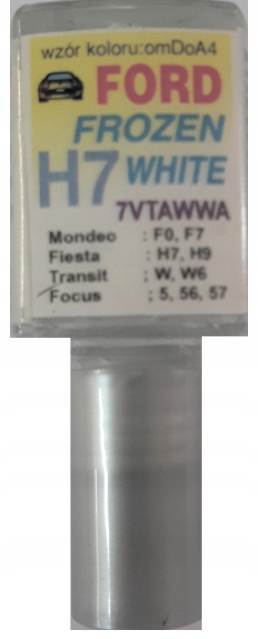 wzór koloru:omDoA4
FORD
FROZEN
H7 WHITE
7VTAWWA
Mondeo : F0, F7
Fiesta : H7, H9
Transit : W, W6
Focus : 5, 56, 57